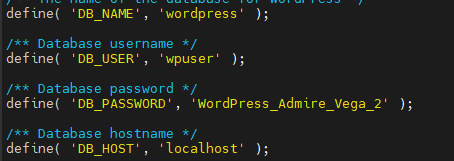 /** The name of the database for WordPress */
define( 'DB_NAME', 'wordpress' );
/** Database username */
define( 'DB_USER', 'wpuser' );
/** Database password */
define( 'DB_PASSWORD', 'WordPress_Admire_Vega_2' );
/** Database hostname */
define( 'DB_HOST', 'localhost' );